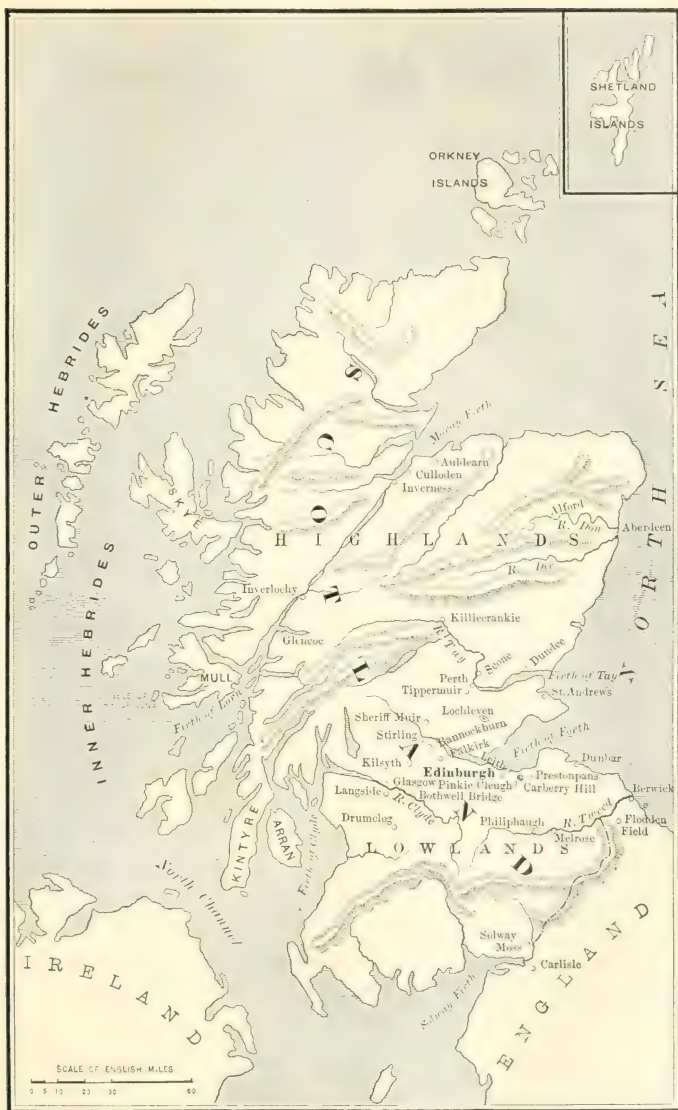 SHETLAND
ISLANDS
ORKNEY
ISLANDS
OUTER HEBRIDES
INNER HEBRIDES
NORTH SEA
SCOTLAND
Moray Firth
Auldearn
Culloden
Inverness
SKYE
HIGHLANDS
Alford
R. Don
Aberdeen
R. Dee
Inverlochy
Killiecrankie
Glencoe
R. Tay
Scone
Dundee
MULL
Perth
Firth of Tay
Tippermuir
St. Andrew's
Firth of Lorn
Lochleven
Sheriff Muir
Bannockburn
Stirling
Falkirk
Firth of Forth
Leith
Dunbar
Kilsyth
Edinburgh
Prestonpans
Glasgow
Pinkie Cleugh
Carberry Hill
Berwick
Langside
Bothwell Bridge
R. Clyde
R. Tweed
Drumclog
Philiphaugh
Flodden
Field
Melrose
KINTYRE
ARRAN
Firth of Clyde
LOWLANDS
North Channel
Solway
Moss
Carlisle
Solway Firth
IRELAND
ENGLAND
SCALE OF ENGLISH MILES
0 5 10 20 30 60